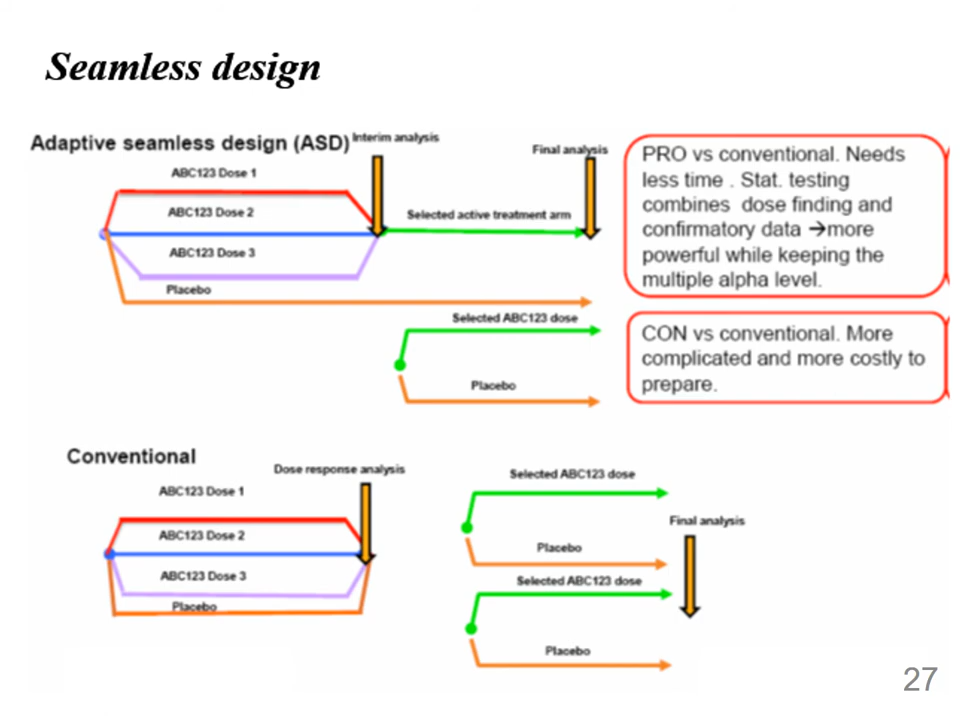 Seamless design
Adaptive seamless design (ASD)
Interim analysis
Final analysis
ABC123 Dose 1
ABC123 Dose 2
Selected active treatment arm
ABC123 Dose 3
Placebo
Selected ABC123 dose
Placebo
PRO vs conventional. Needs
less time . Stat. testing
combines dose finding and
confirmatory data →more
powerful while keeping the
multiple alpha level.
CON vs conventional. More
complicated and more costly to
prepare.
Conventional
Dose response analysis
ABC123 Dose 1
ABC123 Dose 2
ABC123 Dose 3
Placebo
Selected ABC123 dose
Placebo
Selected ABC123 dose
Placebo
Final analysis
27